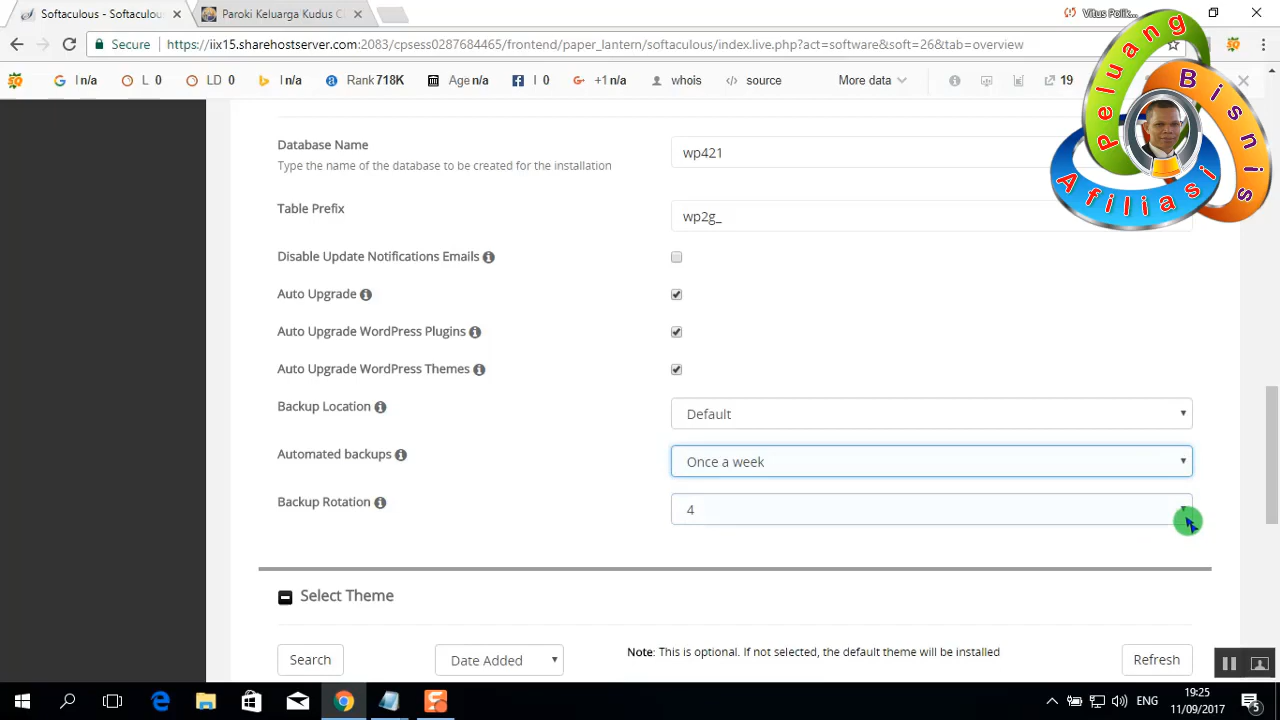 Softaculous - Softaculou
Paroki Keluarga Kudus C
Vitus Polik...
Secure
https://iix15.sharehostserver.com:2083/cpsess0287684465/frontend/paper_lantern/softaculous/index.live.php?act=software&soft=26&tab=overview
I n/a
L 0
LD 0
I n/a
Rank 718K
Age n/a
I 0
+1 n/a
whois
source
More data
19
Peluang
Bisnis
Afiliasi
Database Name
wp421
Type the name of the database to be created for the installation
Table Prefix
wp2g_
Disable Update Notifications Emails
Auto Upgrade
Auto Upgrade WordPress Plugins
Auto Upgrade WordPress Themes
Backup Location
Default
Automated backups
Once a week
Backup Rotation
4
Select Theme
Search
Date Added
Note: This is optional. If not selected, the default theme will be installed
Refresh
ENG
19:25
11/09/2017
5